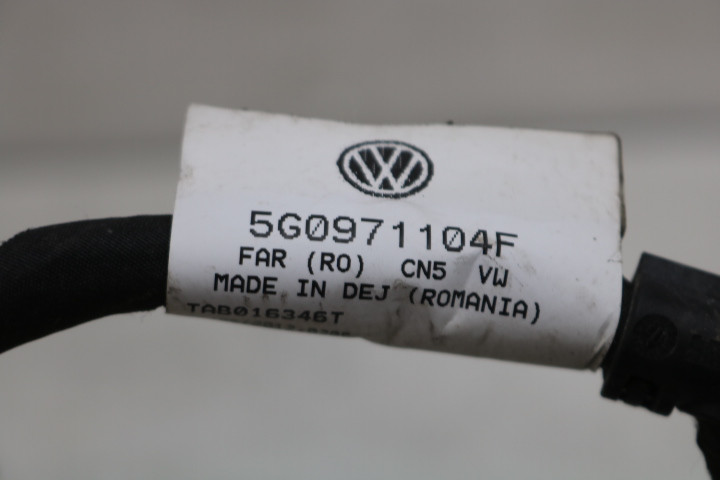 5G0971104F
FAR (RO) CN5 VW
MADE IN DEJ (ROMANIA)
TAB016346T